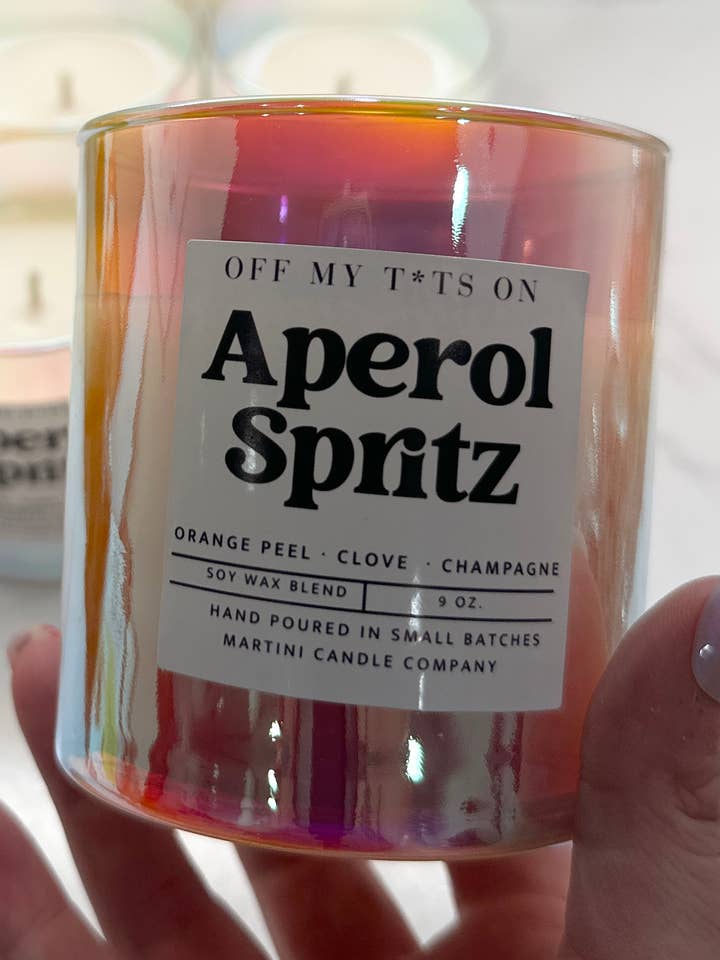 OFF MY T*TS ON
Aperol
Spritz
ORANGE PEEL · CLOVE · CHAMPAGNE
SOY WAX BLEND 9 OZ.
HAND POURED IN SMALL BATCHES
MARTINI CANDLE COMPANY